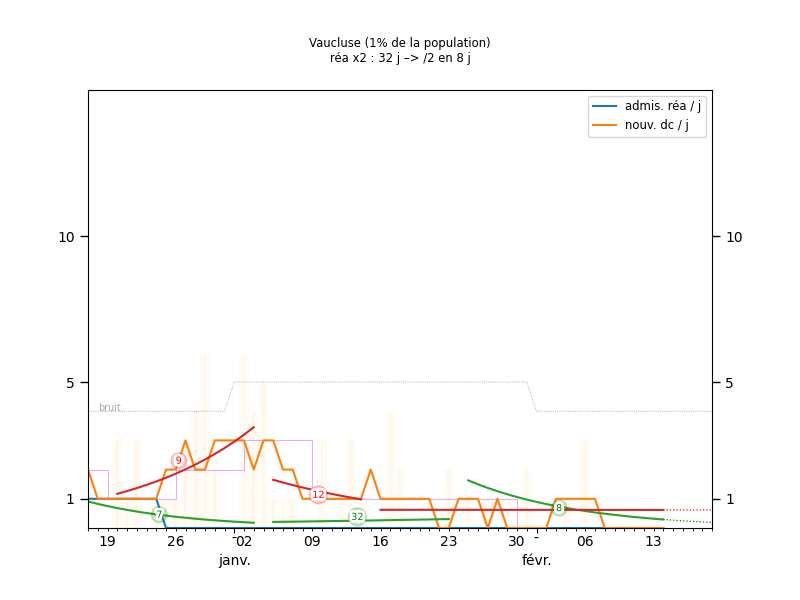 Vaucluse (1% de la population)
réa x2 : 32 j –> /2 en 8 j
admis. réa / j
nouv. dc / j
10
10
5
5
bruit
9
12
1
1
7
32
8
19
26
02
09
16
23
30
06
13
janv.
févr.